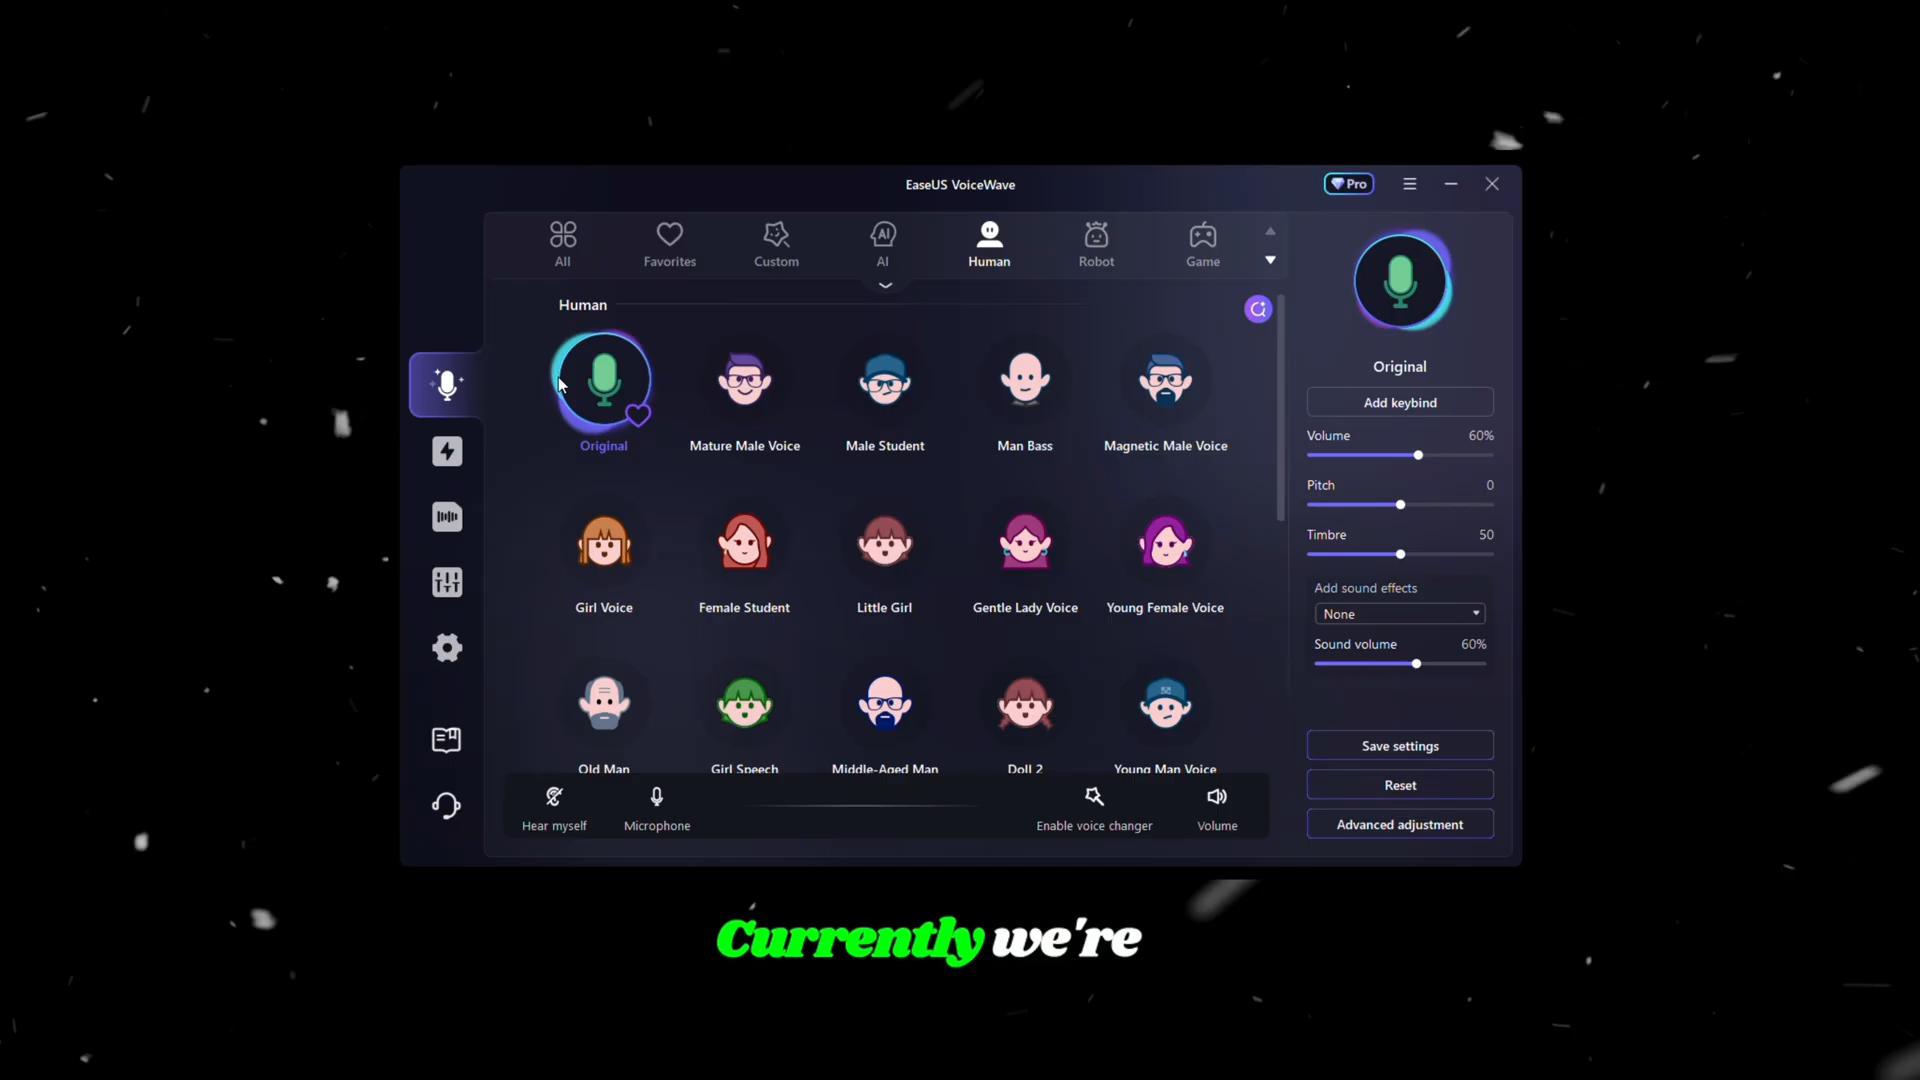 EaseUS VoiceWave
Pro
All
Favorites
Custom
AI
AI
Human
Robot
Game
Human
Original
Mature Male Voice
Male Student
Man Bass
Magnetic Male Voice
Girl Voice
Female Student
Little Girl
Gentle Lady Voice
Young Female Voice
Old Man
Girl Speech
Middle-Aged Man
Doll 2
Young Man Voice
Hear myself
Microphone
Enable voice changer
Volume
Original
Add keybind
Volume 60%
Pitch 0
Timbre 50
Add sound effects
None
Sound volume 60%
Save settings
Reset
Advanced adjustment
Currently we're